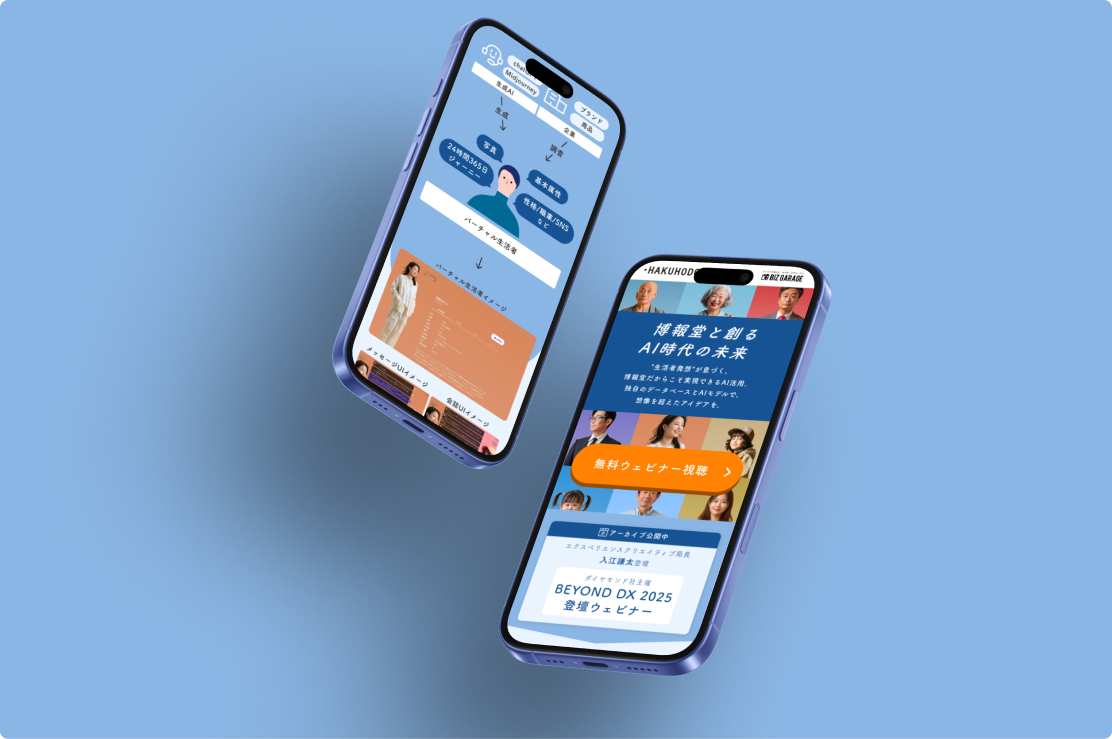 Midjourney
生成AI
ブランド
商品
企業
生成
調査
写真
24時間365日
ジャーニー
基本属性
性格/職業/SNS
など
バーチャル生活者
バーチャル生活者イメージ
メッセージUIイメージ
会話UIイメージ
HAKUHODO
BIZ GARAGE
博報堂と創る
AI時代の未来
"生活者発想"が息づく、
博報堂だからこそ実現できるAI活用。
独自のデータベースとAIモデルで、
想像を超えたアイデアを。
無料ウェビナー視聴
アーカイブ公開中
エクスペリエンスクリエイティブ局長
入江謙太登壇
ダイヤモンド社主催
BEYOND DX 2025
登壇ウェビナー